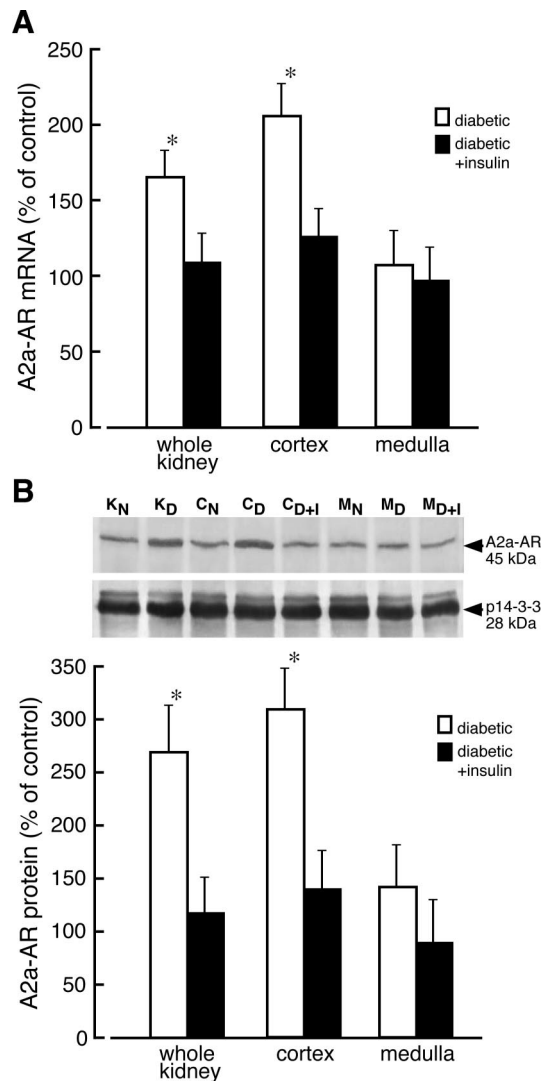 A
A2a-AR mRNA (% of control)
250
200
150
100
50
0
*
*
diabetic
diabetic
+insulin
whole
kidney
cortex
medulla
B
KN KD CN CD CD+I MN MD MD+I
A2a-AR
45 kDa
p14-3-3
28 kDa
A2a-AR protein (% of control)
350
300
250
200
150
100
50
0
*
*
diabetic
diabetic
+insulin
whole
kidney
cortex
medulla